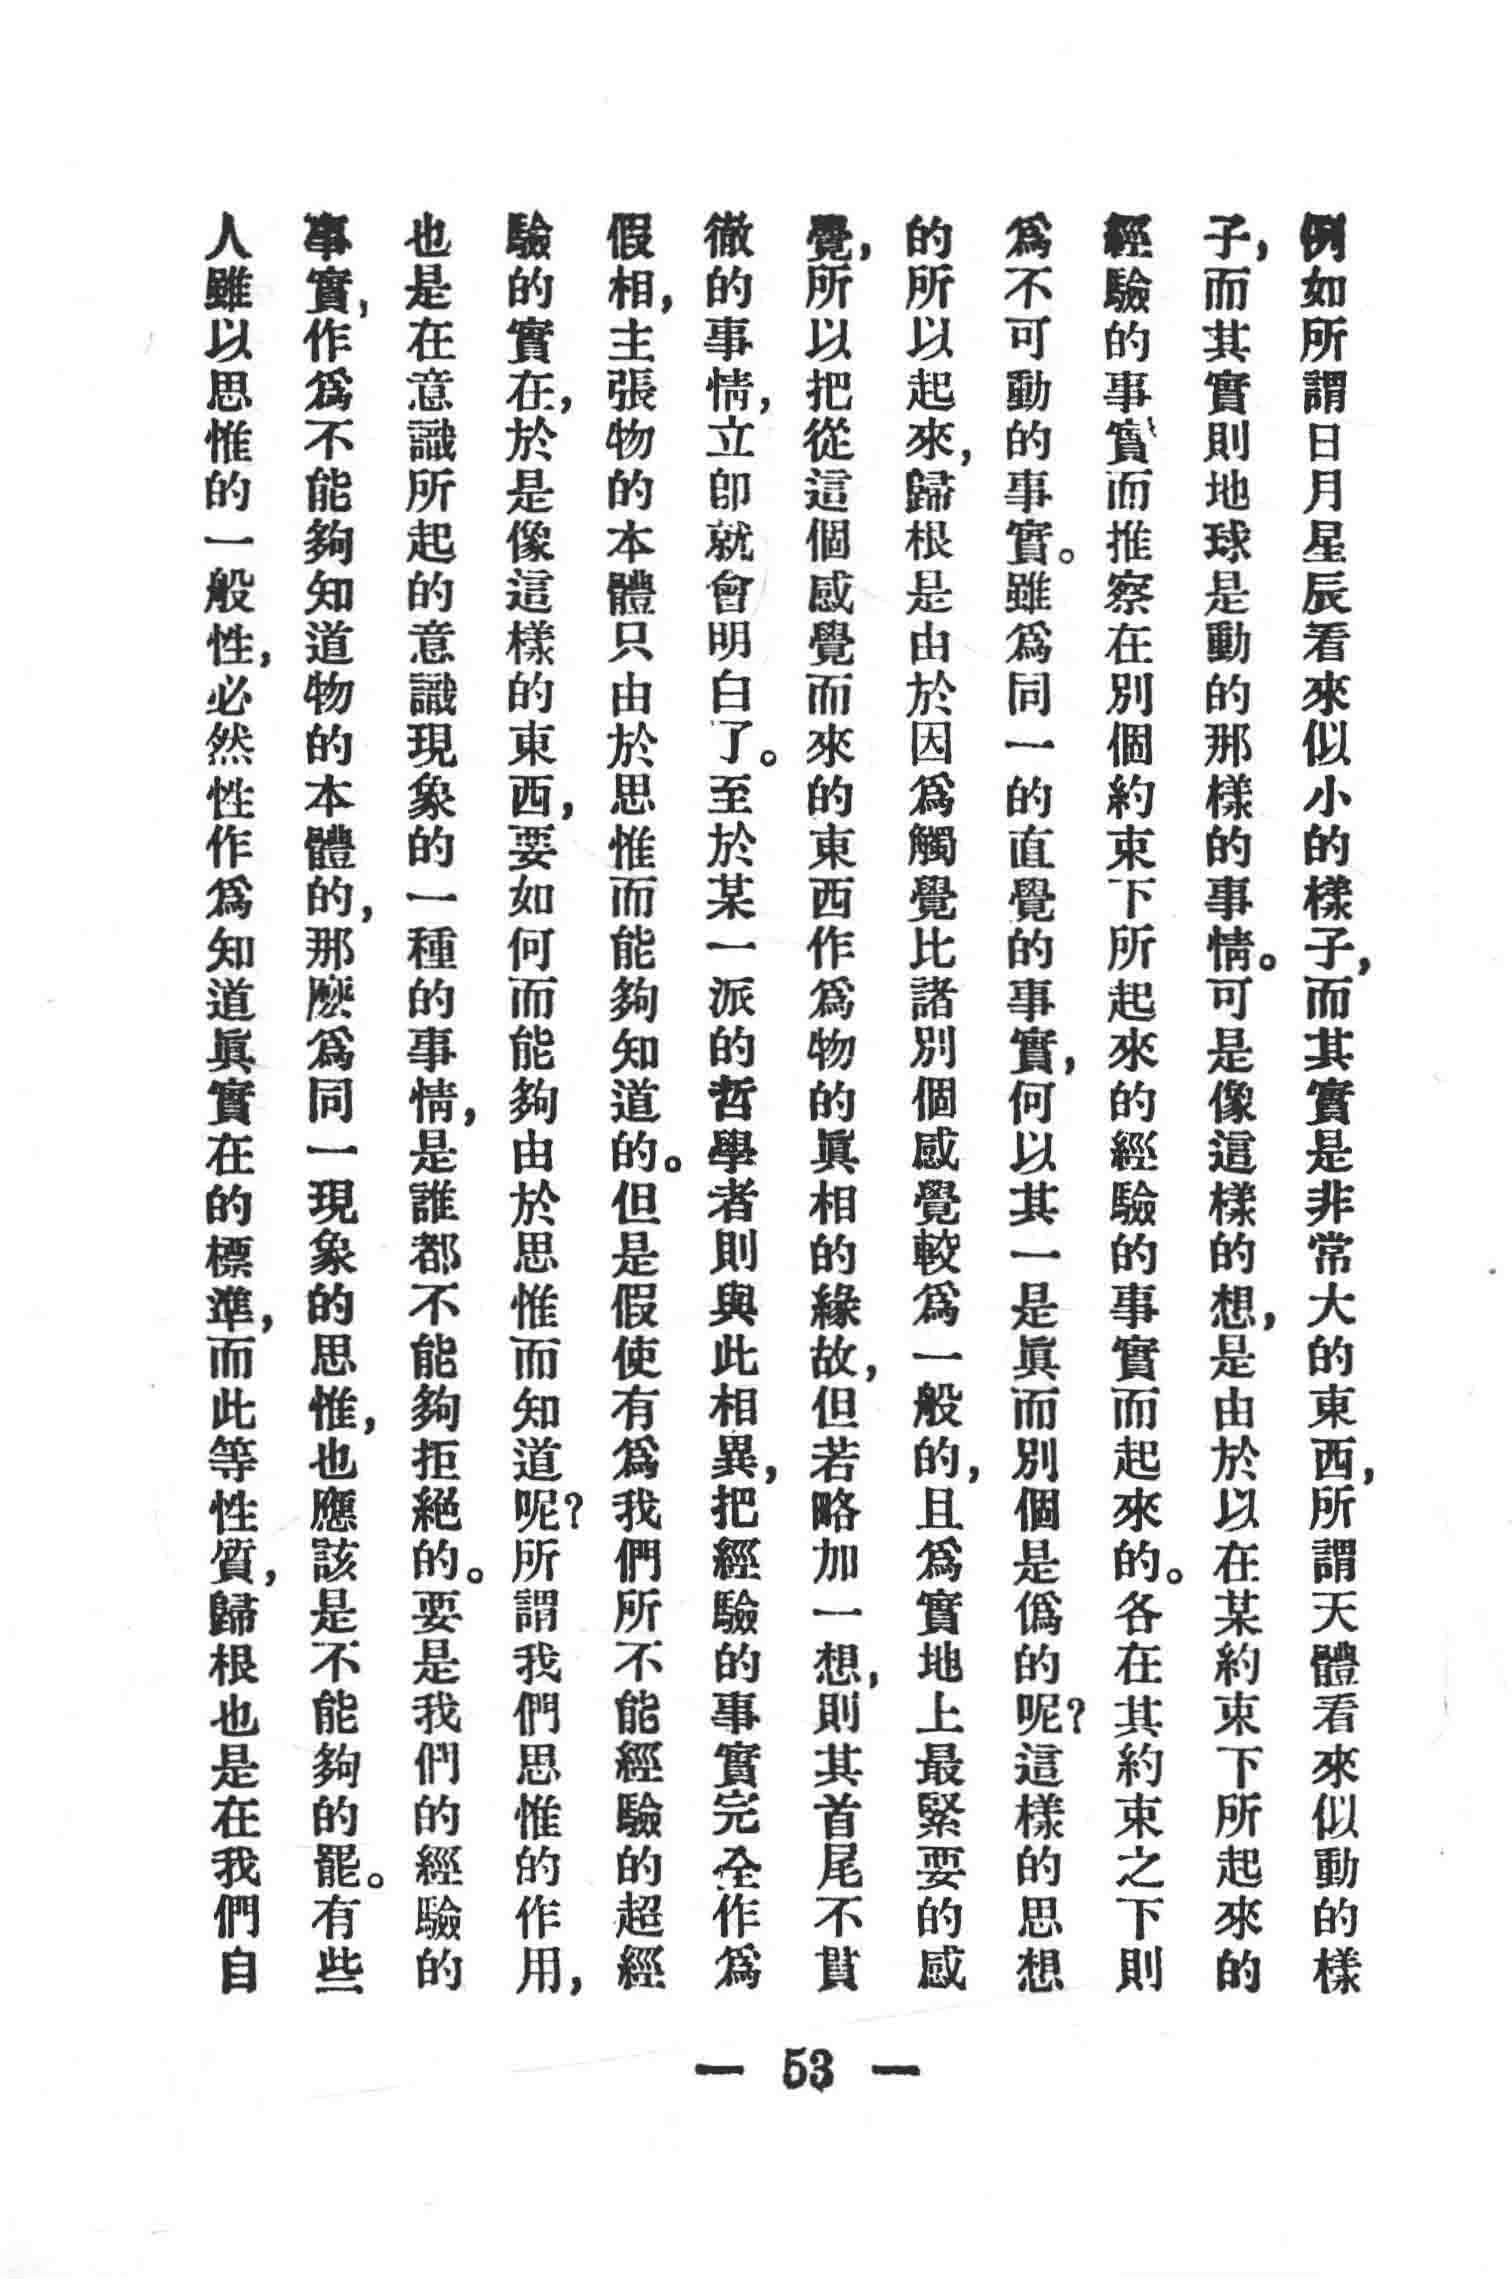 例如所謂日月星辰看來似小的樣子，而其實是非常大的東西，所謂天體看來似動的樣
子，而其實則地球是動的那樣的事情。可是像這樣的想，是由於以在某約束下所起來的
經驗的事實而推察在別個約束下所起來的經驗的事實而起來的。各在其約束之下則
爲不可動的事實。雖爲同一的直覺的事實，何以其一是眞而別個是僞的呢？這樣的思想
的所以起來，歸根是由於因爲觸覺比諸別個感覺較爲一般的，且爲實地上最緊要的感
覺，所以把從這個感覺而來的東西作爲物的眞相的緣故，但若略加一想，則其首尾不貫
徹的事情，立卽就會明白了。至於某一派的哲學者則與此相異，把經驗的事實完全作爲
假相，主張物的本體只由於思惟而能夠知道的。但是假使有爲我們所不能經驗的超經
驗的實在，於是像這樣的東西，要如何而能夠由於思惟而知道呢？所謂我們思惟的作用，
也是在意識所起的意識現象的一種的事情，是誰都不能夠拒絕的。要是我們的經驗的
事實，作爲不能夠知道物的本體的，那麽爲同一現象的思惟，也應該是不能夠的罷。有些
人雖以思惟的一般性，必然性作爲知道眞實在的標準，而此等性質，歸根也是在我們自
— 53 —